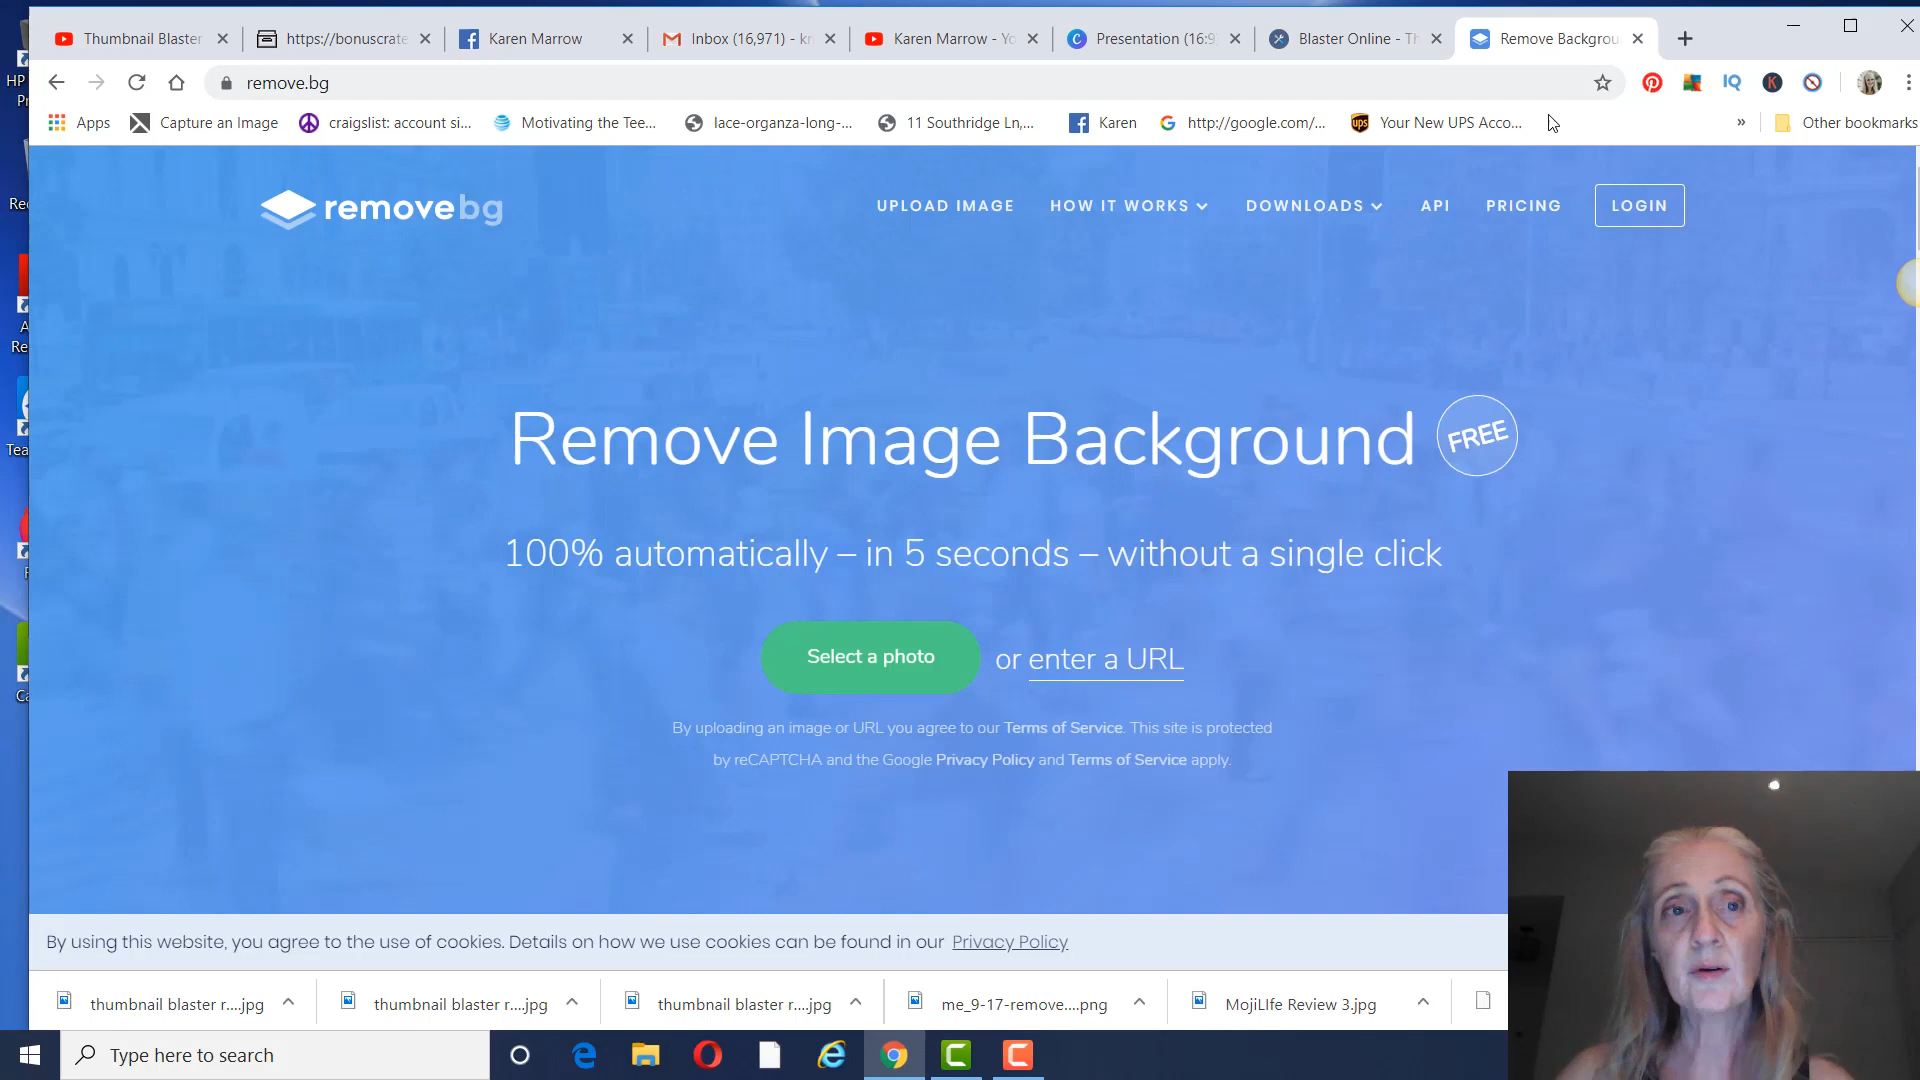 Thumbnail Blaster
https://bonuscrate
Karen Marrow
Inbox (16,971) - kn
Karen Marrow - Yo
Presentation (16:9
Blaster Online - Th
Remove Backgrou
remove.bg
Apps
Capture an Image
craigslist: account si...
Motivating the Tee...
lace-organza-long-...
11 Southridge Ln,...
Karen
http://google.com/...
Your New UPS Acco...
»
Other bookmarks
removebg
UPLOAD IMAGE
HOW IT WORKS
DOWNLOADS
API
PRICING
LOGIN
Remove Image Background
FREE
100% automatically – in 5 seconds – without a single click
Select a photo
or enter a URL
By uploading an image or URL you agree to our Terms of Service. This site is protected
by reCAPTCHA and the Google Privacy Policy and Terms of Service apply.
By using this website, you agree to the use of cookies. Details on how we use cookies can be found in our Privacy Policy
thumbnail blaster r....jpg
thumbnail blaster r....jpg
thumbnail blaster r....jpg
me_9-17-remove....png
MojiLIfe Review 3.jpg
Type here to search
HP